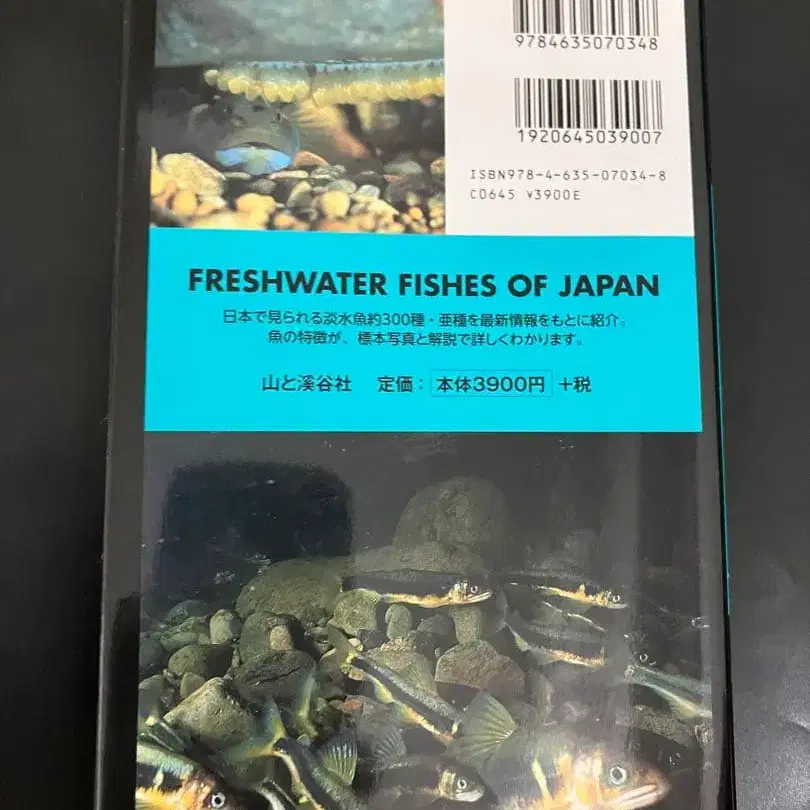 9784635070348
1920645039007
ISBN978-4-635-07034-8
C0645 ¥3900E
FRESHWATER FISHES OF JAPAN
日本で見られる淡水魚約300種・亜種を最新情報をもとに紹介。
魚の特徴が、標本写真と解説で詳しくわかります。
山と溪谷社 定価： 本体3900円 +税